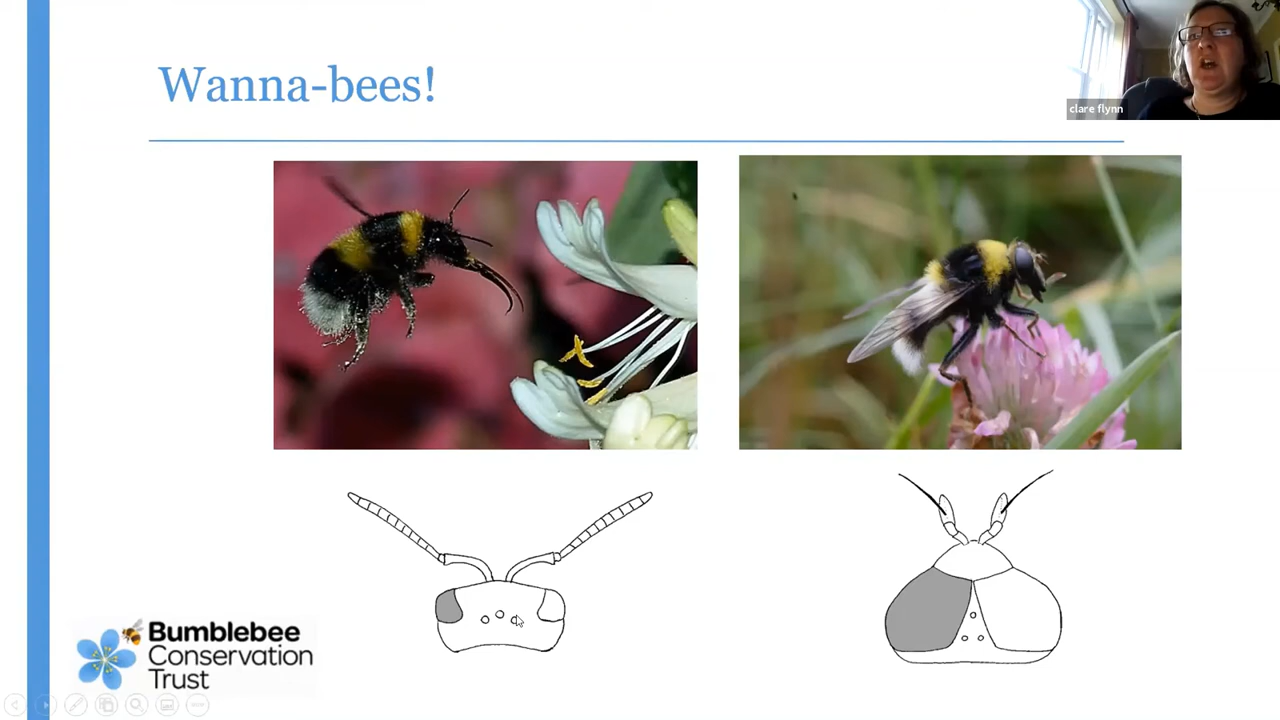 Wanna-bees!
clare flynn
Bumblebee
Conservation
Trust